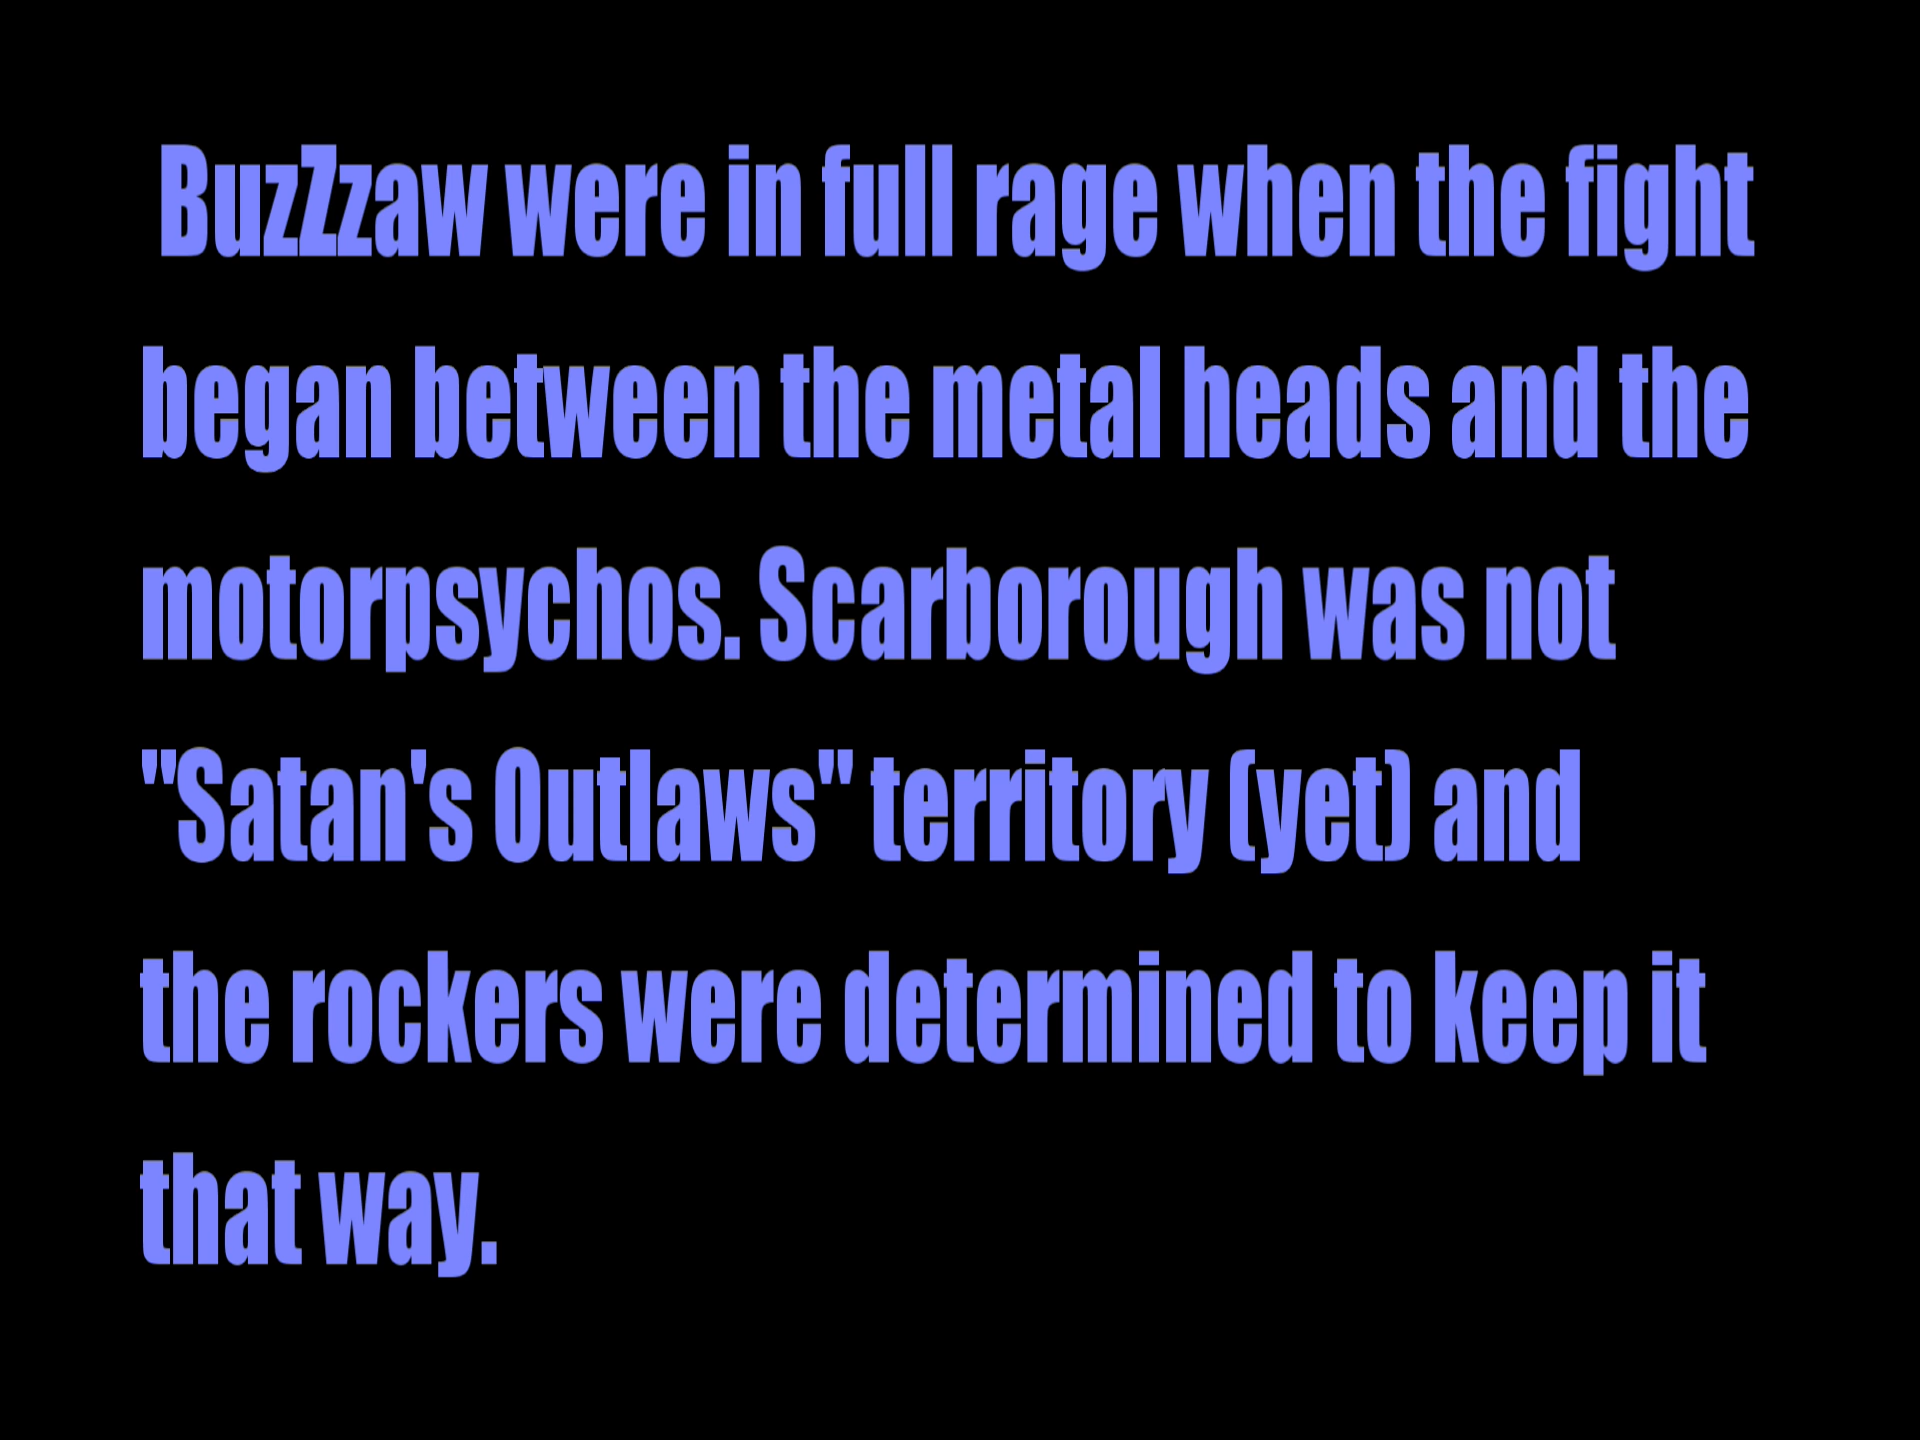 BuzZzaw were in full rage when the fight
began between the metal heads and the
motorpsychos. Scarborough was not
"Satan's Outlaws" territory (yet) and
the rockers were determined to keep it
that way.